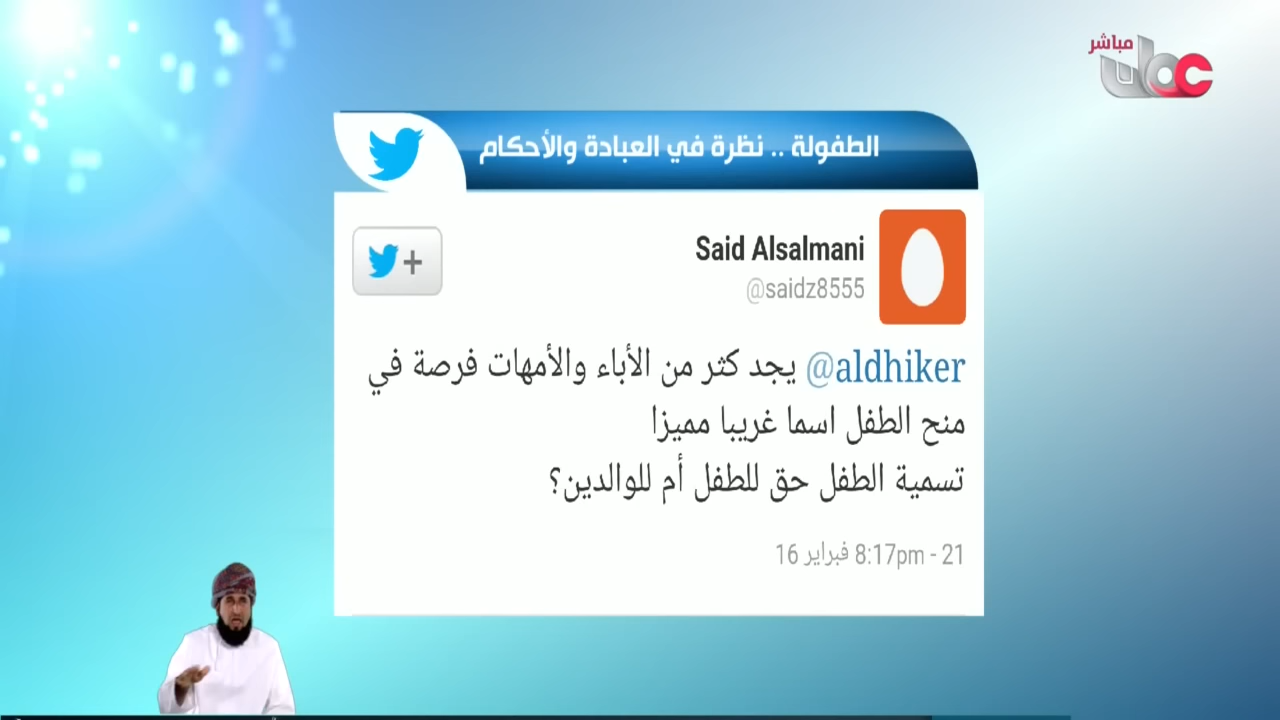 مباشر
الطفولة .. نظرة في العبادة والأحكام
Said Alsalmani
@saidz8555
@aldhiker يجد كثر من الأباء والأمهات فرصة في
منح الطفل اسما غريبا مميزا
تسمية الطفل حق للطفل أم للوالدين؟
8:17pm - 21 فبراير 16